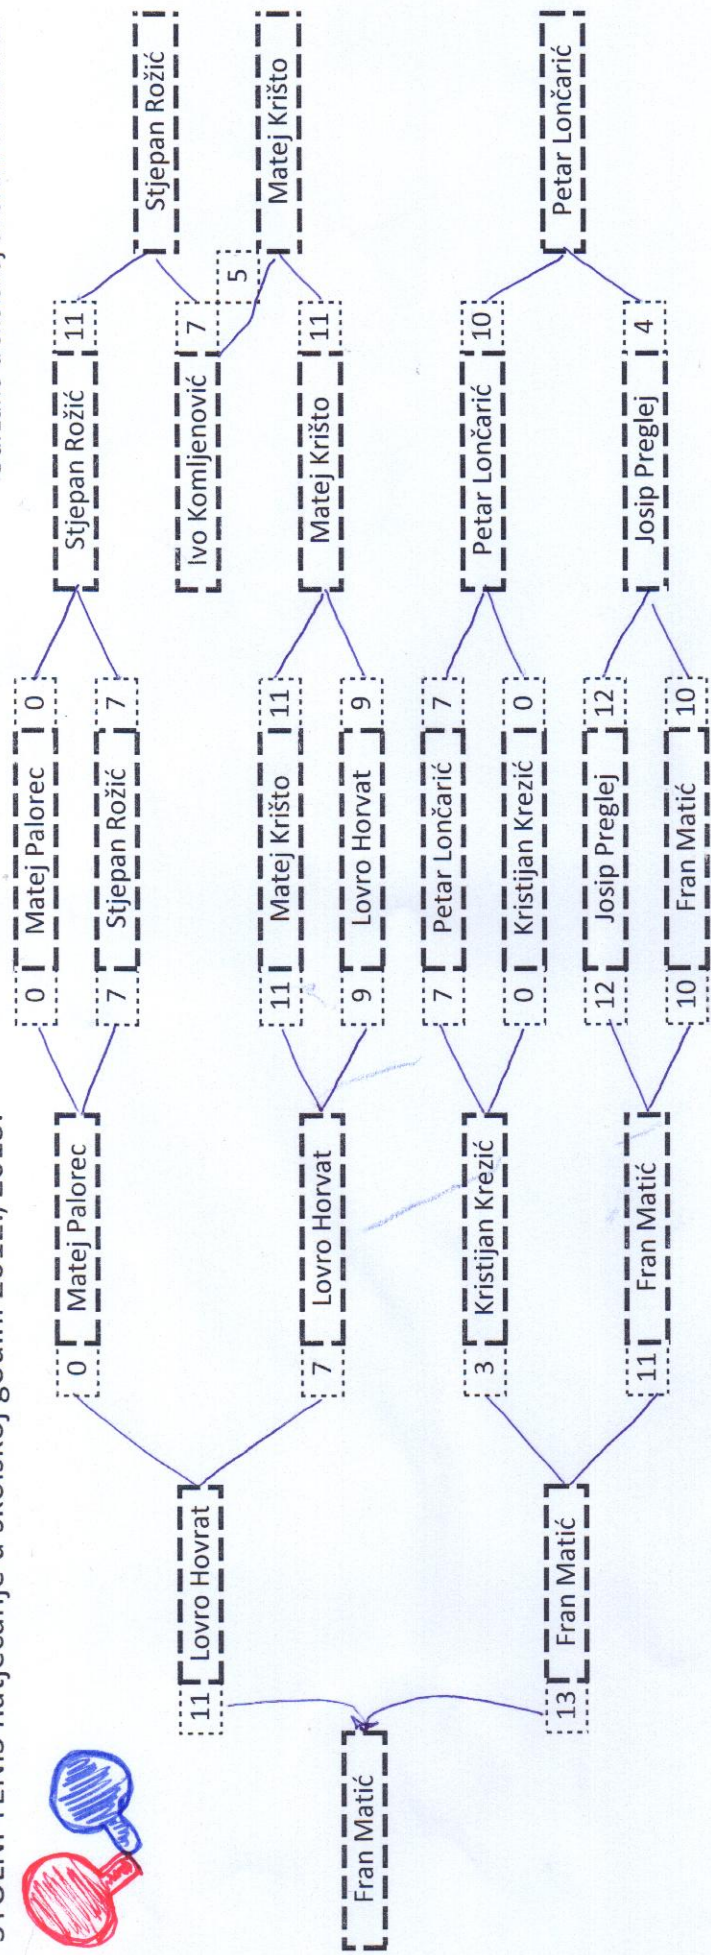 STOLNI TENIS natjecanje u školskoj godini 2012./2013.
0 Matej Palorec 0
0 Matej Palorec
Stjepan Rožić 11
7 Stjepan Rožić 7
Stjepan Rožić
11 Lovro Hovrat
Ivo Komljenović 7
5
11 Matej Krišto 11
Matej Krišto
7 Lovro Horvat
Matej Krišto 11
Fran Matić
9 Lovro Horvat 9
7 Petar Lončarić 7
3 Kristijan Krezić
Petar Lončarić 10
0 Kristijan Krezić 0
13 Fran Matić
Petar Lončarić
12 Josip Preglej 12
11 Fran Matić
Josip Preglej 4
10 Fran Matić 10